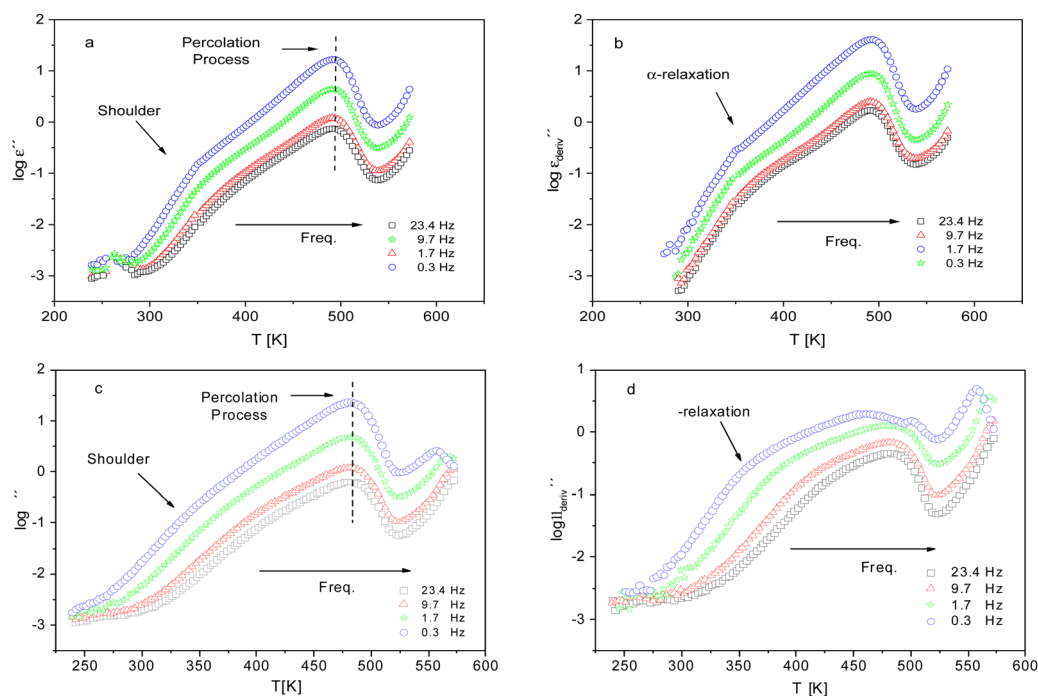 a
Percolation
Process
Shoulder
log ε´´
2
1
0
-1
-2
-3
Freq.
23.4 Hz
9.7 Hz
1.7 Hz
0.3 Hz
200
300
400
500
600
T [K]
b
α-relaxation
log ε deriv´´
2
1
0
-1
-2
-3
Freq.
23.4 Hz
9.7 Hz
1.7 Hz
0.3 Hz
200
300
400
500
600
T [K]
c
Percolation
Process
Shoulder
log ´´
2
1
0
-1
-2
-3
Freq.
23.4 Hz
9.7 Hz
1.7 Hz
0.3 Hz
250
300
350
400
450
500
550
600
T[K]
d
-relaxation
logΙΙderiv´´
1
0
-1
-2
-3
Freq.
23.4 Hz
9.7 Hz
1.7 Hz
0.3 Hz
250
300
350
400
450
500
550
600
T [K]